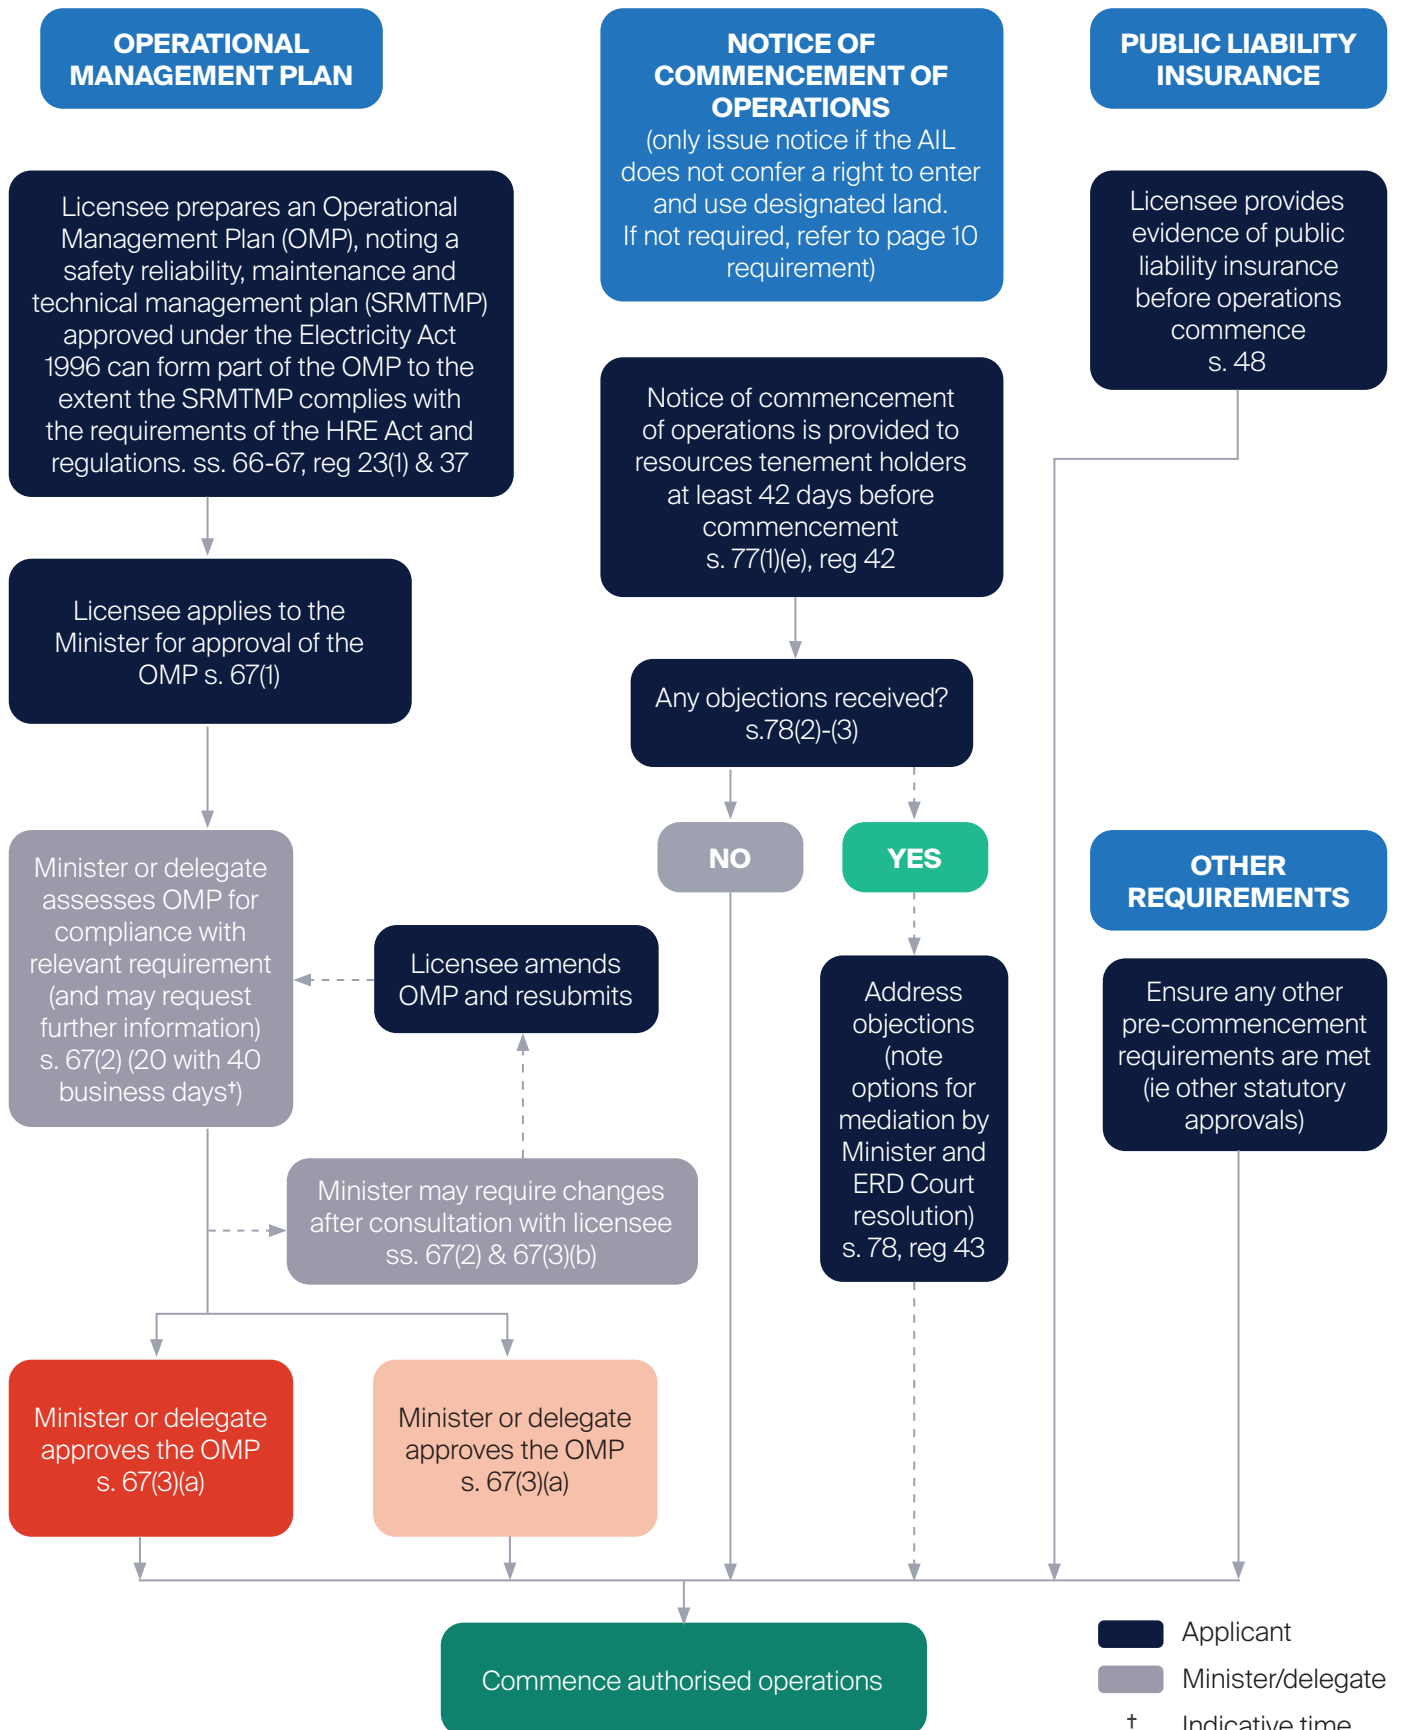 OPERATIONAL
MANAGEMENT PLAN
Licensee prepares an Operational
Management Plan (OMP), noting a
safety reliability, maintenance and
technical management plan (SRMTMP)
approved under the Electricity Act
1996 can form part of the OMP to the
extent the SRMTMP complies with
the requirements of the HRE Act and
regulations. ss. 66-67, reg 23(1) & 37
Licensee applies to the
Minister for approval of the
OMP s. 67(1)
Minister or delegate
assesses OMP for
compliance with
relevant requirement
(and may request
further information)
s. 67(2) (20 with 40
business days†)
Licensee amends
OMP and resubmits
Minister may require changes
after consultation with licensee
ss. 67(2) & 67(3)(b)
Minister or delegate
approves the OMP
s. 67(3)(a)
Minister or delegate
approves the OMP
s. 67(3)(a)
NOTICE OF
COMMENCEMENT OF
OPERATIONS
(only issue notice if the AIL
does not confer a right to enter
and use designated land.
If not required, refer to page 10
requirement)
Notice of commencement
of operations is provided to
resources tenement holders
at least 42 days before
commencement
s. 77(1)(e), reg 42
Any objections received?
s.78(2)-(3)
NO
YES
Address
objections
(note
options for
mediation by
Minister and
ERD Court
resolution)
s. 78, reg 43
PUBLIC LIABILITY
INSURANCE
Licensee provides
evidence of public
liability insurance
before operations
commence
s. 48
OTHER
REQUIREMENTS
Ensure any other
pre-commencement
requirements are met
(ie other statutory
approvals)
Commence authorised operations
Applicant
Minister/delegate
† Indicative time